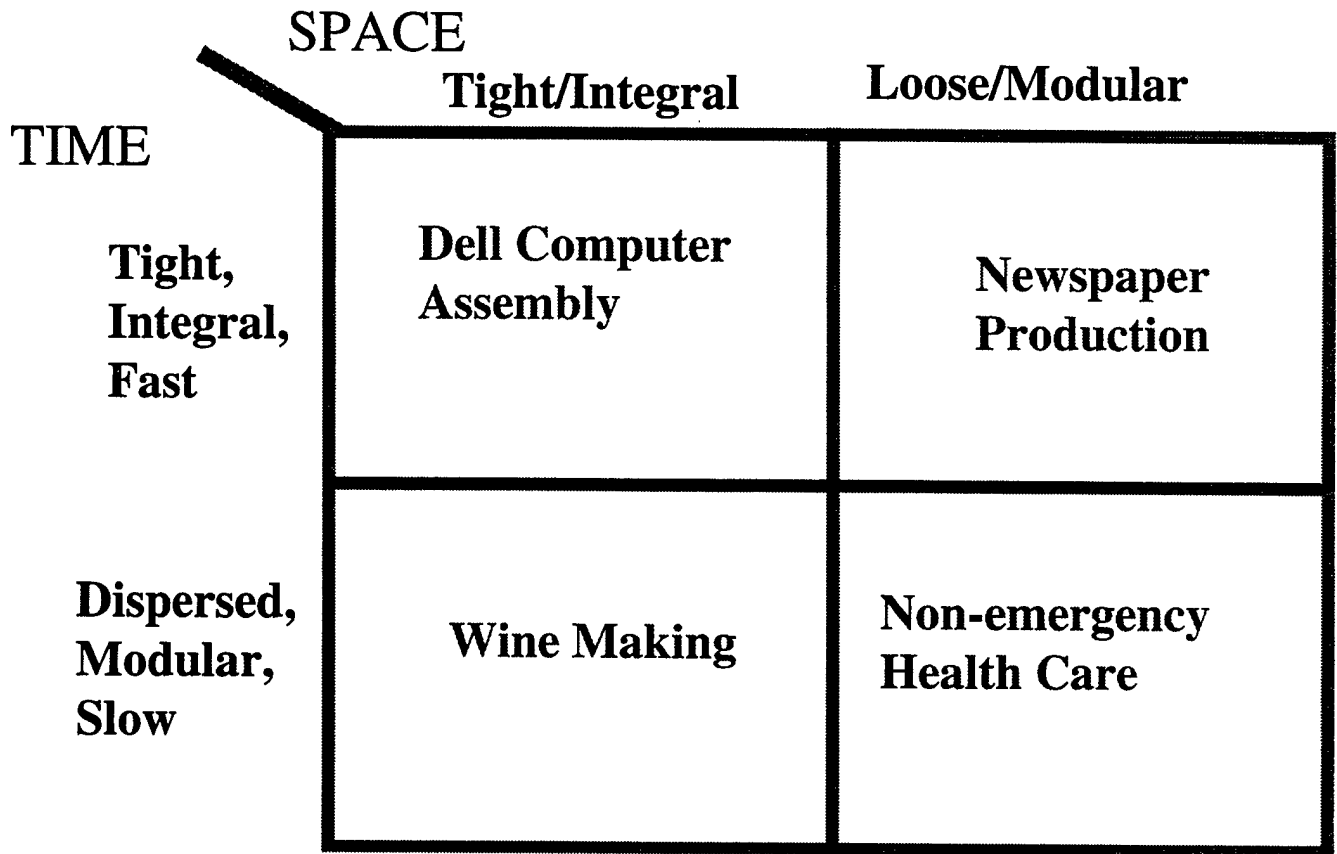 SPACE
Tight/Integral
Loose/Modular
TIME
Tight,
Integral,
Fast
Dell Computer
Assembly
Newspaper
Production
Dispersed,
Modular,
Slow
Wine Making
Non-emergency
Health Care